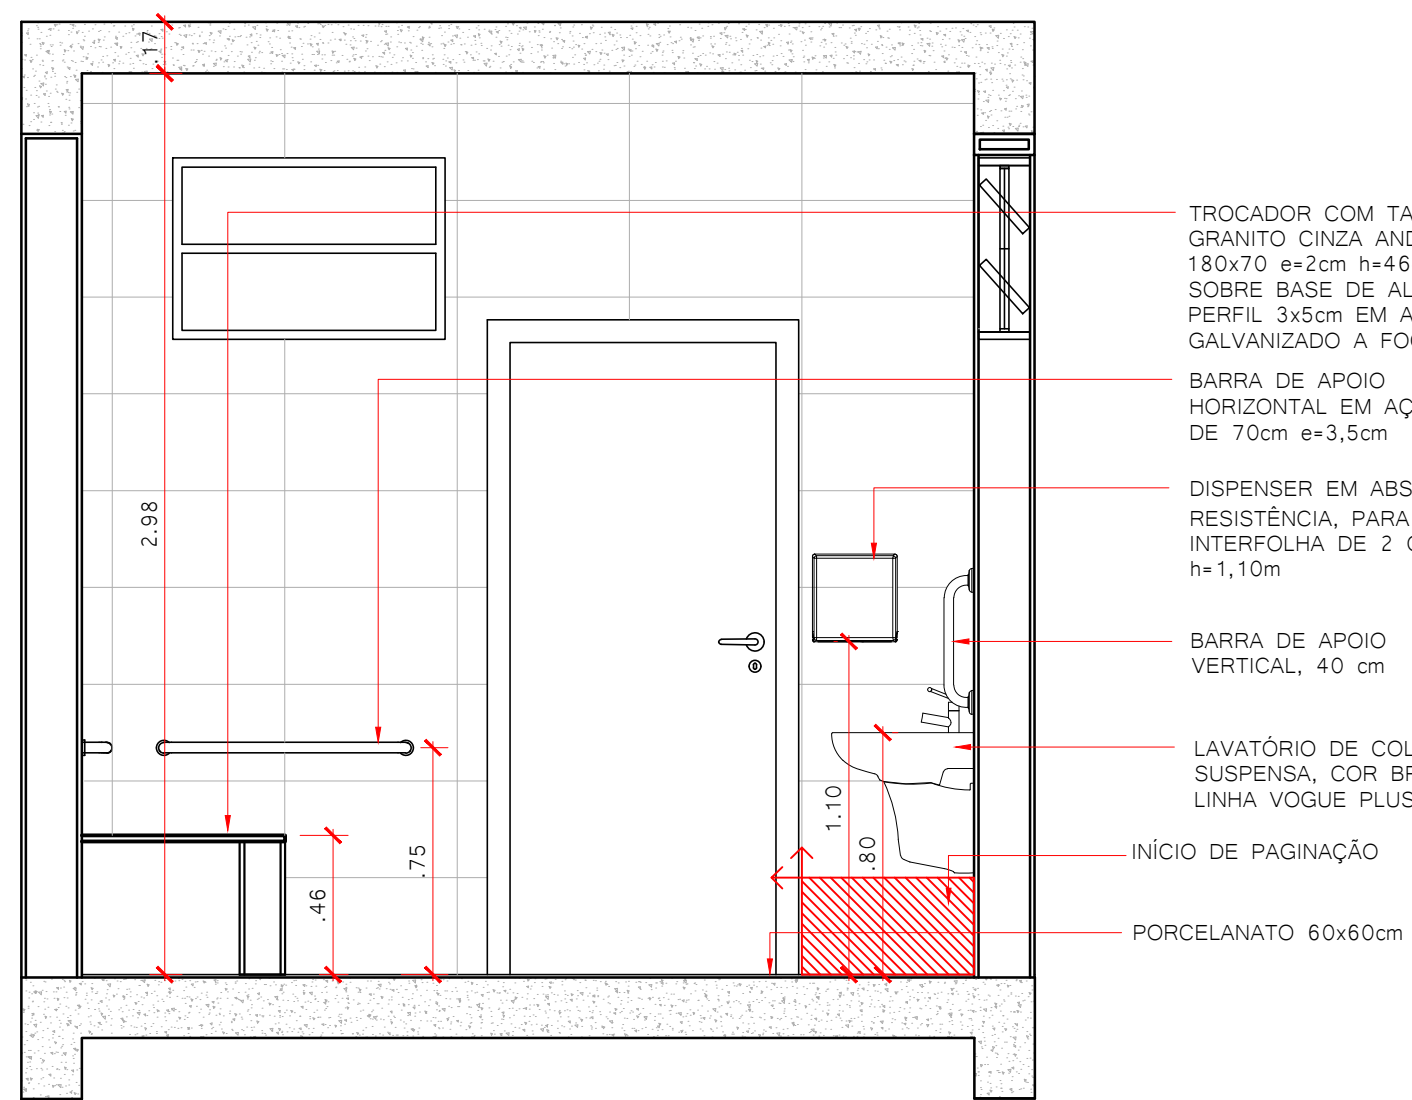 .17
TROCADOR COM TA
GRANITO CINZA AND
180x70 e=2cm h=46
SOBRE BASE DE AL
PERFIL 3x5cm EM A
GALVANIZADO A FOG
BARRA DE APOIO
HORIZONTAL EM AÇ
DE 70cm e=3,5cm
2.98
DISPENSER EM ABS
RESISTÊNCIA, PARA
INTERFOLHA DE 2
h=1,10m
BARRA DE APOIO
VERTICAL, 40 cm
LAVATÓRIO DE COL
SUSPENSA, COR BR
LINHA VOGUE PLUS
1.10
.80
.75
.46
INÍCIO DE PAGINAÇÃO
PORCELANATO 60x60cm